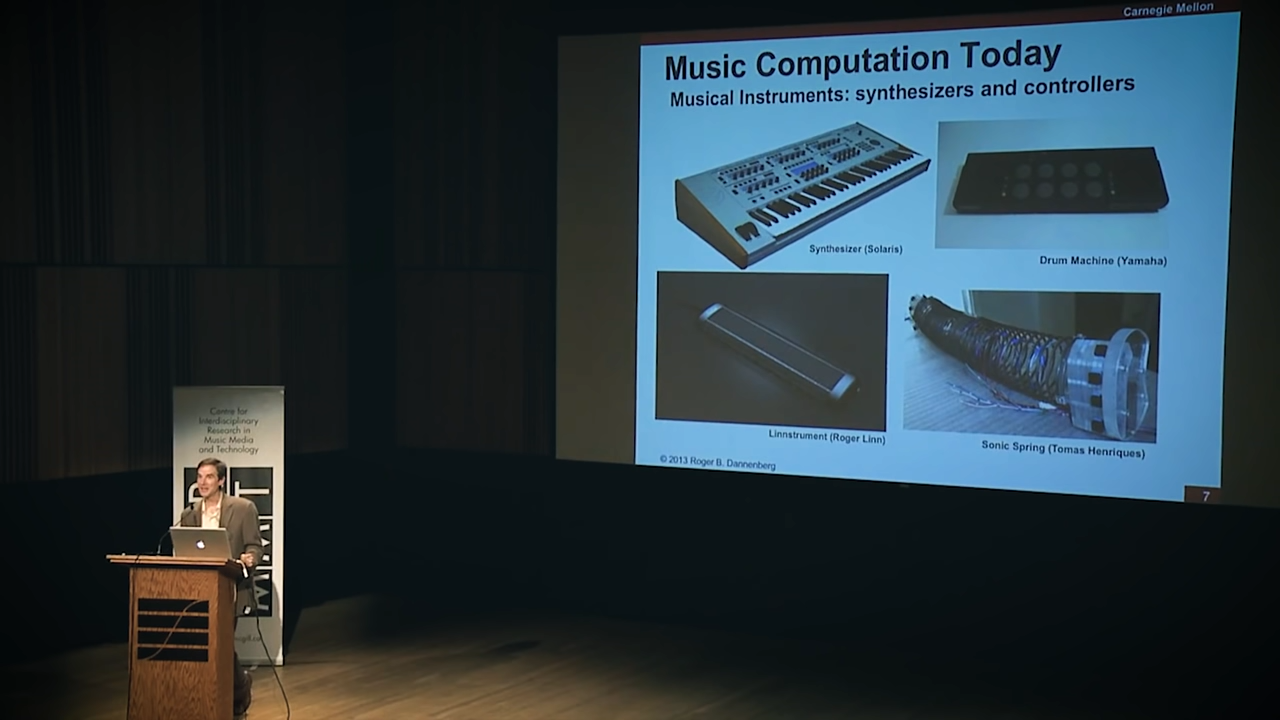 Carnegie Mellon
Music Computation Today
Musical Instruments: synthesizers and controllers
Synthesizer (Solaris)
Drum Machine (Yamaha)
Linnstrument (Roger Linn)
Sonic Spring (Tomas Henriques)
© 2013 Roger B. Dannenberg
7
Centre for
Interdisciplinary
Research in
Music Media
and Technology